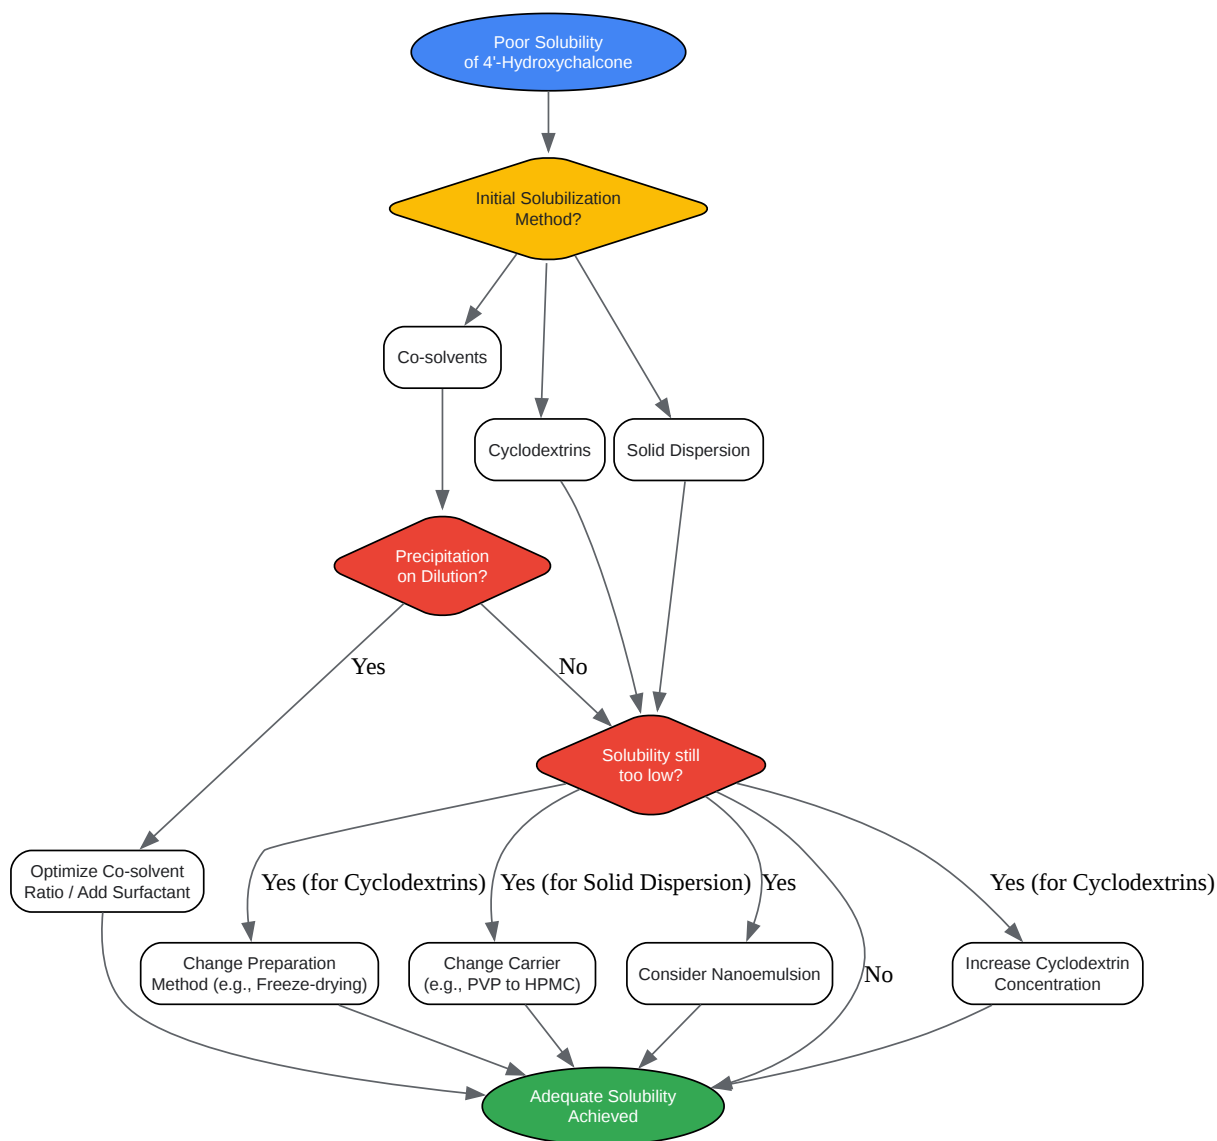 Poor Solubility
of 4'-Hydroxychalcone
Initial Solubilization
Method?
Co-solvents
Cyclodextrins
Solid Dispersion
Precipitation
on Dilution?
Yes
No
Solubility still
too low?
Optimize Co-solvent
Ratio / Add Surfactant
Yes (for Cyclodextrins)
Yes (for Solid Dispersion)
Yes
Yes (for Cyclodextrins)
Change Preparation
Method (e.g., Freeze-drying)
Change Carrier
(e.g., PVP to HPMC)
Consider Nanoemulsion
No
Increase Cyclodextrin
Concentration
Adequate Solubility
Achieved